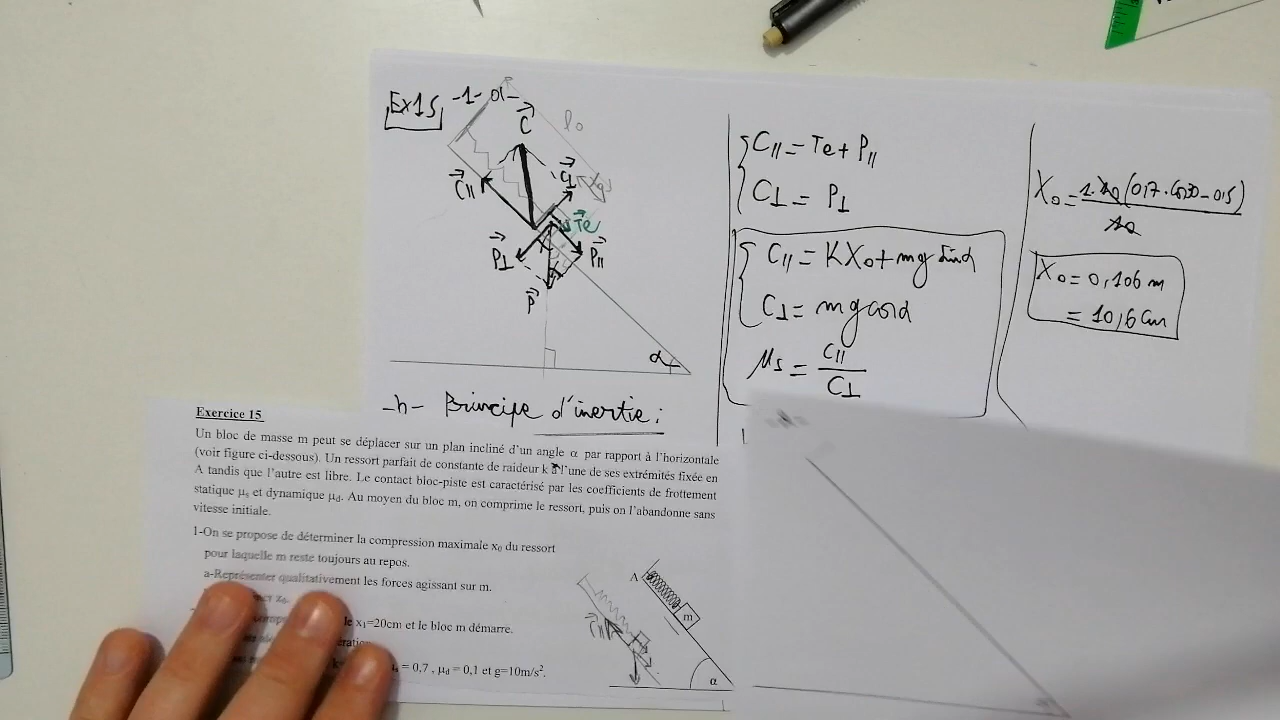 Ex15 -1- a-
l₀
C⃗
C⃗⊥
C⃗//
T⃗e
P⃗⊥
P⃗//
P⃗
α
-b- Principe d'inertie:
C// = Te + P//
C⊥ = P⊥
C// = KX₀ + mg sinα
C⊥ = mg cosα
μs = C// / C⊥
X₀ =
X₀ = 0,106 m
= 10,6 cm
Exercice 15
Un bloc de masse m peut se déplacer sur un plan incliné d'un angle α par rapport à l'horizontale
(voir figure ci-dessous). Un ressort parfait de constante de raideur k l'une de ses extrémités fixée en
A tandis que l'autre est libre. Le contact bloc-piste est caractérisé par les coefficients de frottement
statique μs et dynamique μd. Au moyen du bloc m, on comprime le ressort, puis on l'abandonne sans
vitesse initiale.
1-On se propose de déterminer la compression maximale x₀ du ressort
pour laquelle m reste toujours au repos.
a-Représenter qualitativement les forces agissant sur m.
x₁=20cm et le bloc m démarre.
= 0,7 , μd = 0,1 et g=10m/s².
A
m
C⃗//
α